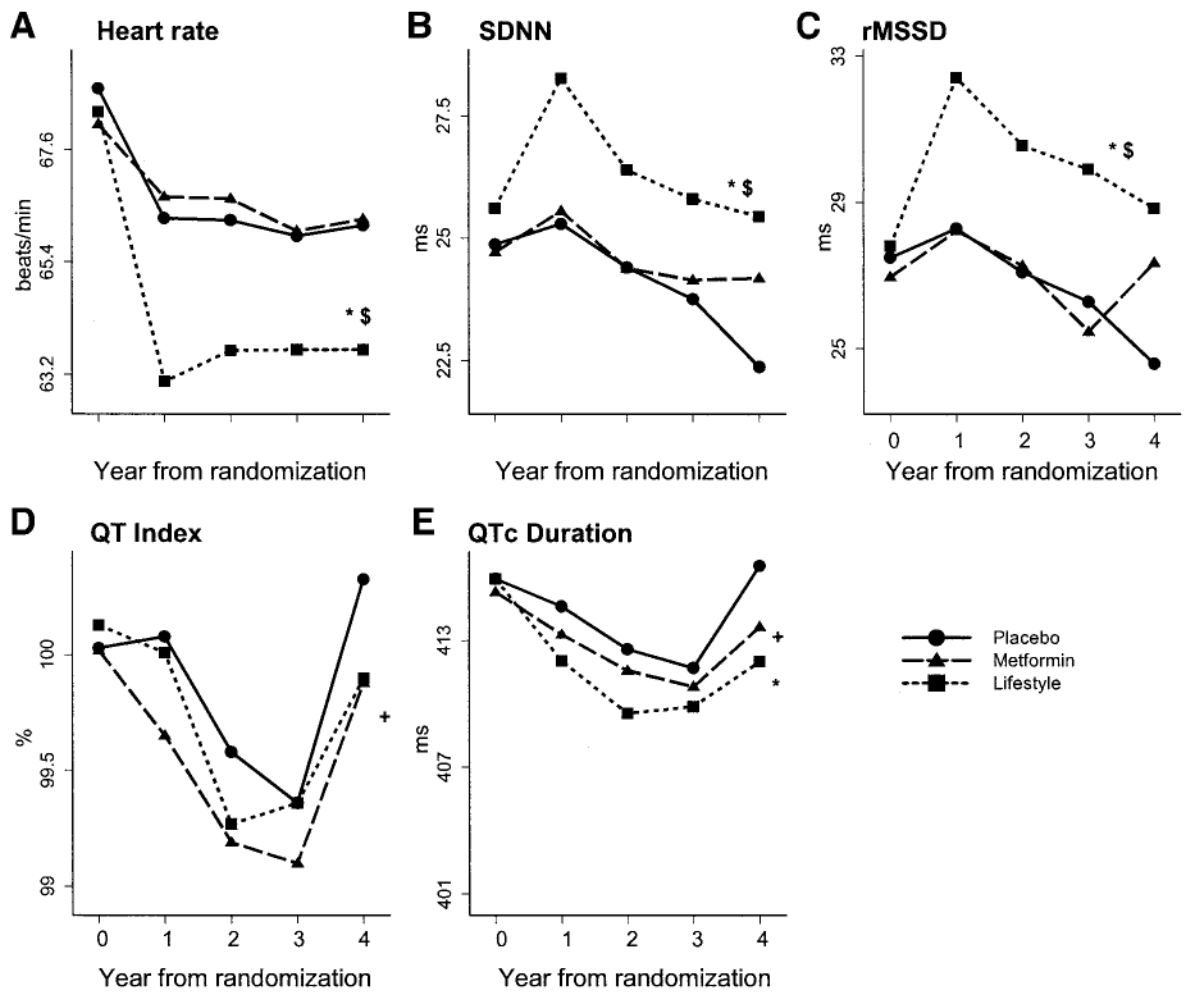 A Heart rate
beats/min
67.6
65.4
63.2
* $
Year from randomization
B SDNN
ms
27.5
25
22.5
* $
Year from randomization
C rMSSD
ms
33
29
25
* $
0 1 2 3 4
Year from randomization
D QT Index
%
100
99.5
99
+
0 1 2 3 4
Year from randomization
E QTc Duration
ms
413
407
401
+
*
0 1 2 3 4
Year from randomization
Placebo
Metformin
Lifestyle